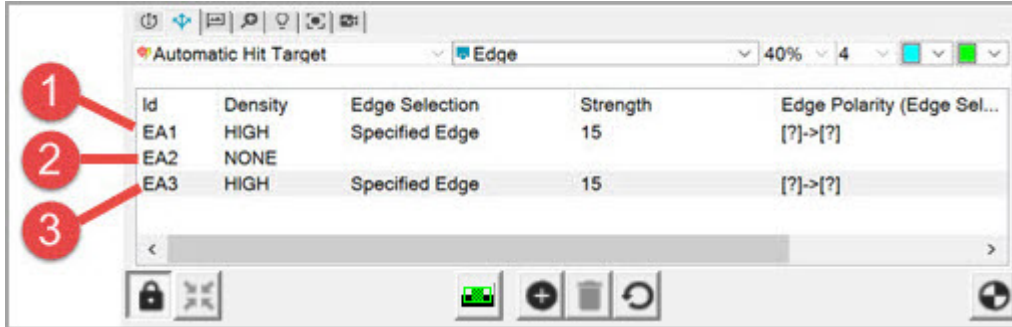 Automatic Hit Target Edge 40% 4
Id Density Edge Selection Strength Edge Polarity (Edge Sel...
1 EA1 HIGH Specified Edge 15 [?]->[?]
2 EA2 NONE
3 EA3 HIGH Specified Edge 15 [?]->[?]